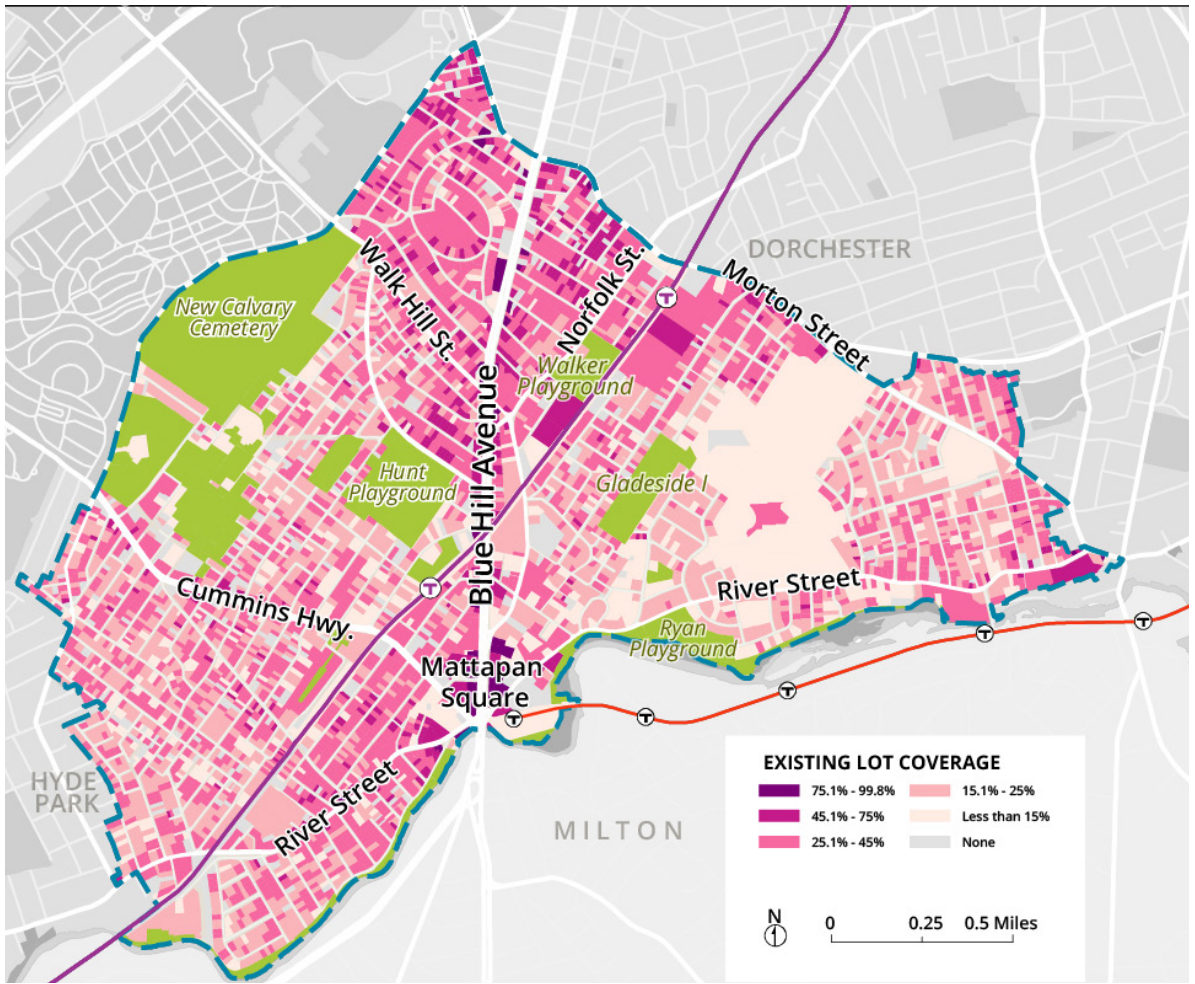 DORCHESTER
Morton Street
Walk Hill St.
Norfolk St.
New Calvary
Cemetery
Walker
Playground
Blue Hill Avenue
Hunt
Playground
Gladeside I
T
T
Cummins Hwy.
River Street
Ryan
Playground
Mattapan
Square
T
T
T
T
T
HYDE
PARK
River Street
MILTON
EXISTING LOT COVERAGE
75.1% - 99.8%
45.1% - 75%
25.1% - 45%
15.1% - 25%
Less than 15%
None
N
0 0.25 0.5 Miles